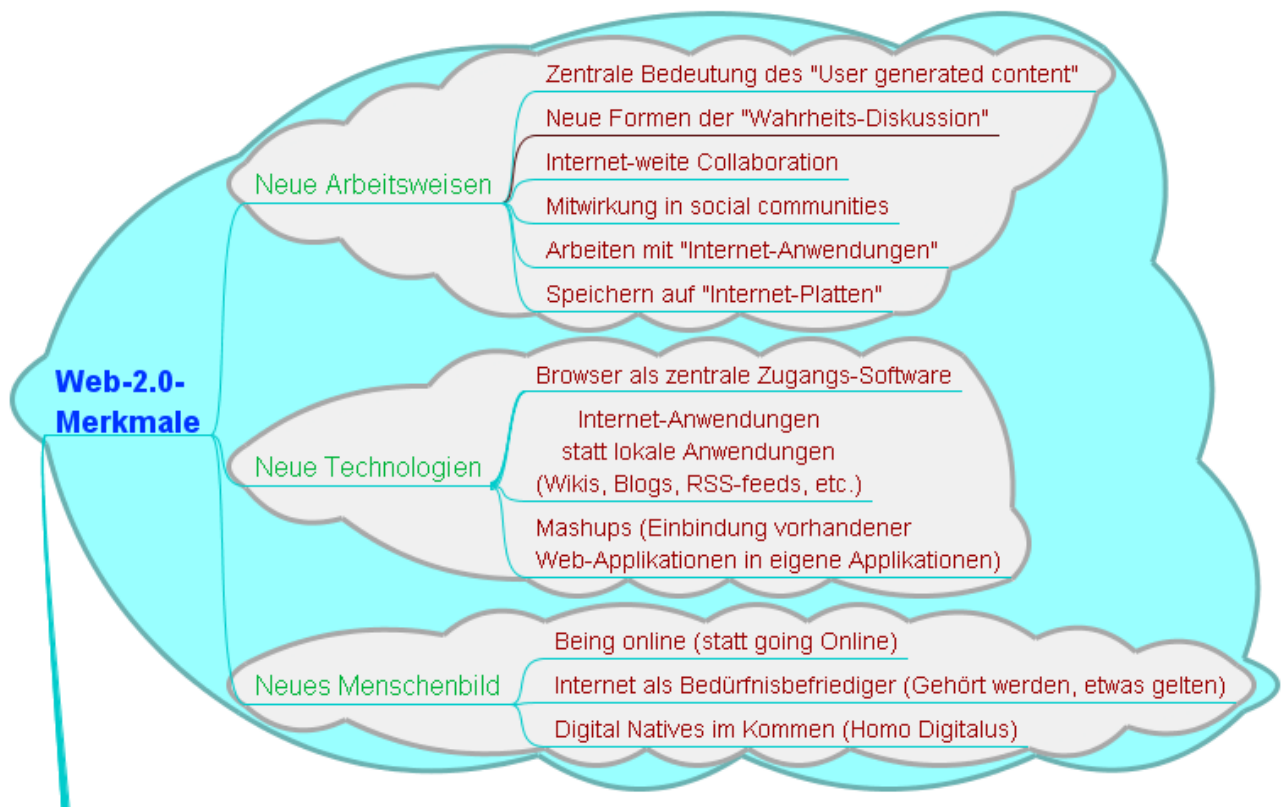 Web-2.0-
Merkmale
Neue Arbeitsweisen
Zentrale Bedeutung des "User generated content"
Neue Formen der "Wahrheits-Diskussion"
Internet-weite Collaboration
Mitwirkung in social communities
Arbeiten mit "Internet-Anwendungen"
Speichern auf "Internet-Platten"
Neue Technologien
Browser als zentrale Zugangs-Software
Internet-Anwendungen
statt lokale Anwendungen
(Wikis, Blogs, RSS-feeds, etc.)
Mashups (Einbindung vorhandener
Web-Applikationen in eigene Applikationen)
Neues Menschenbild
Being online (statt going Online)
Internet als Bedürfnisbefriediger (Gehört werden, etwas gelten)
Digital Natives im Kommen (Homo Digitalus)